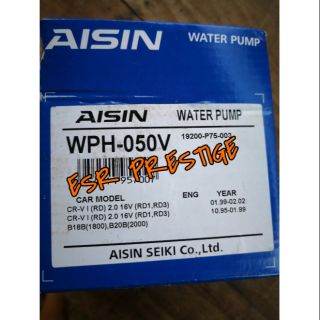 AISIN WATER PUMP
AISIN WATER PUMP
WPH-050V 19200-P75-003
ESR PRESTIGE
CAR MODEL ENG YEAR
CR-V I (RD) 2.0 16V (RD1,RD3) 01.99-02.02
CR-V I (RD) 2.0 16V (RD1,RD3) 10.95-01.99
B18B(1800),B20B(2000)
AISIN SEIKI Co.,Ltd.